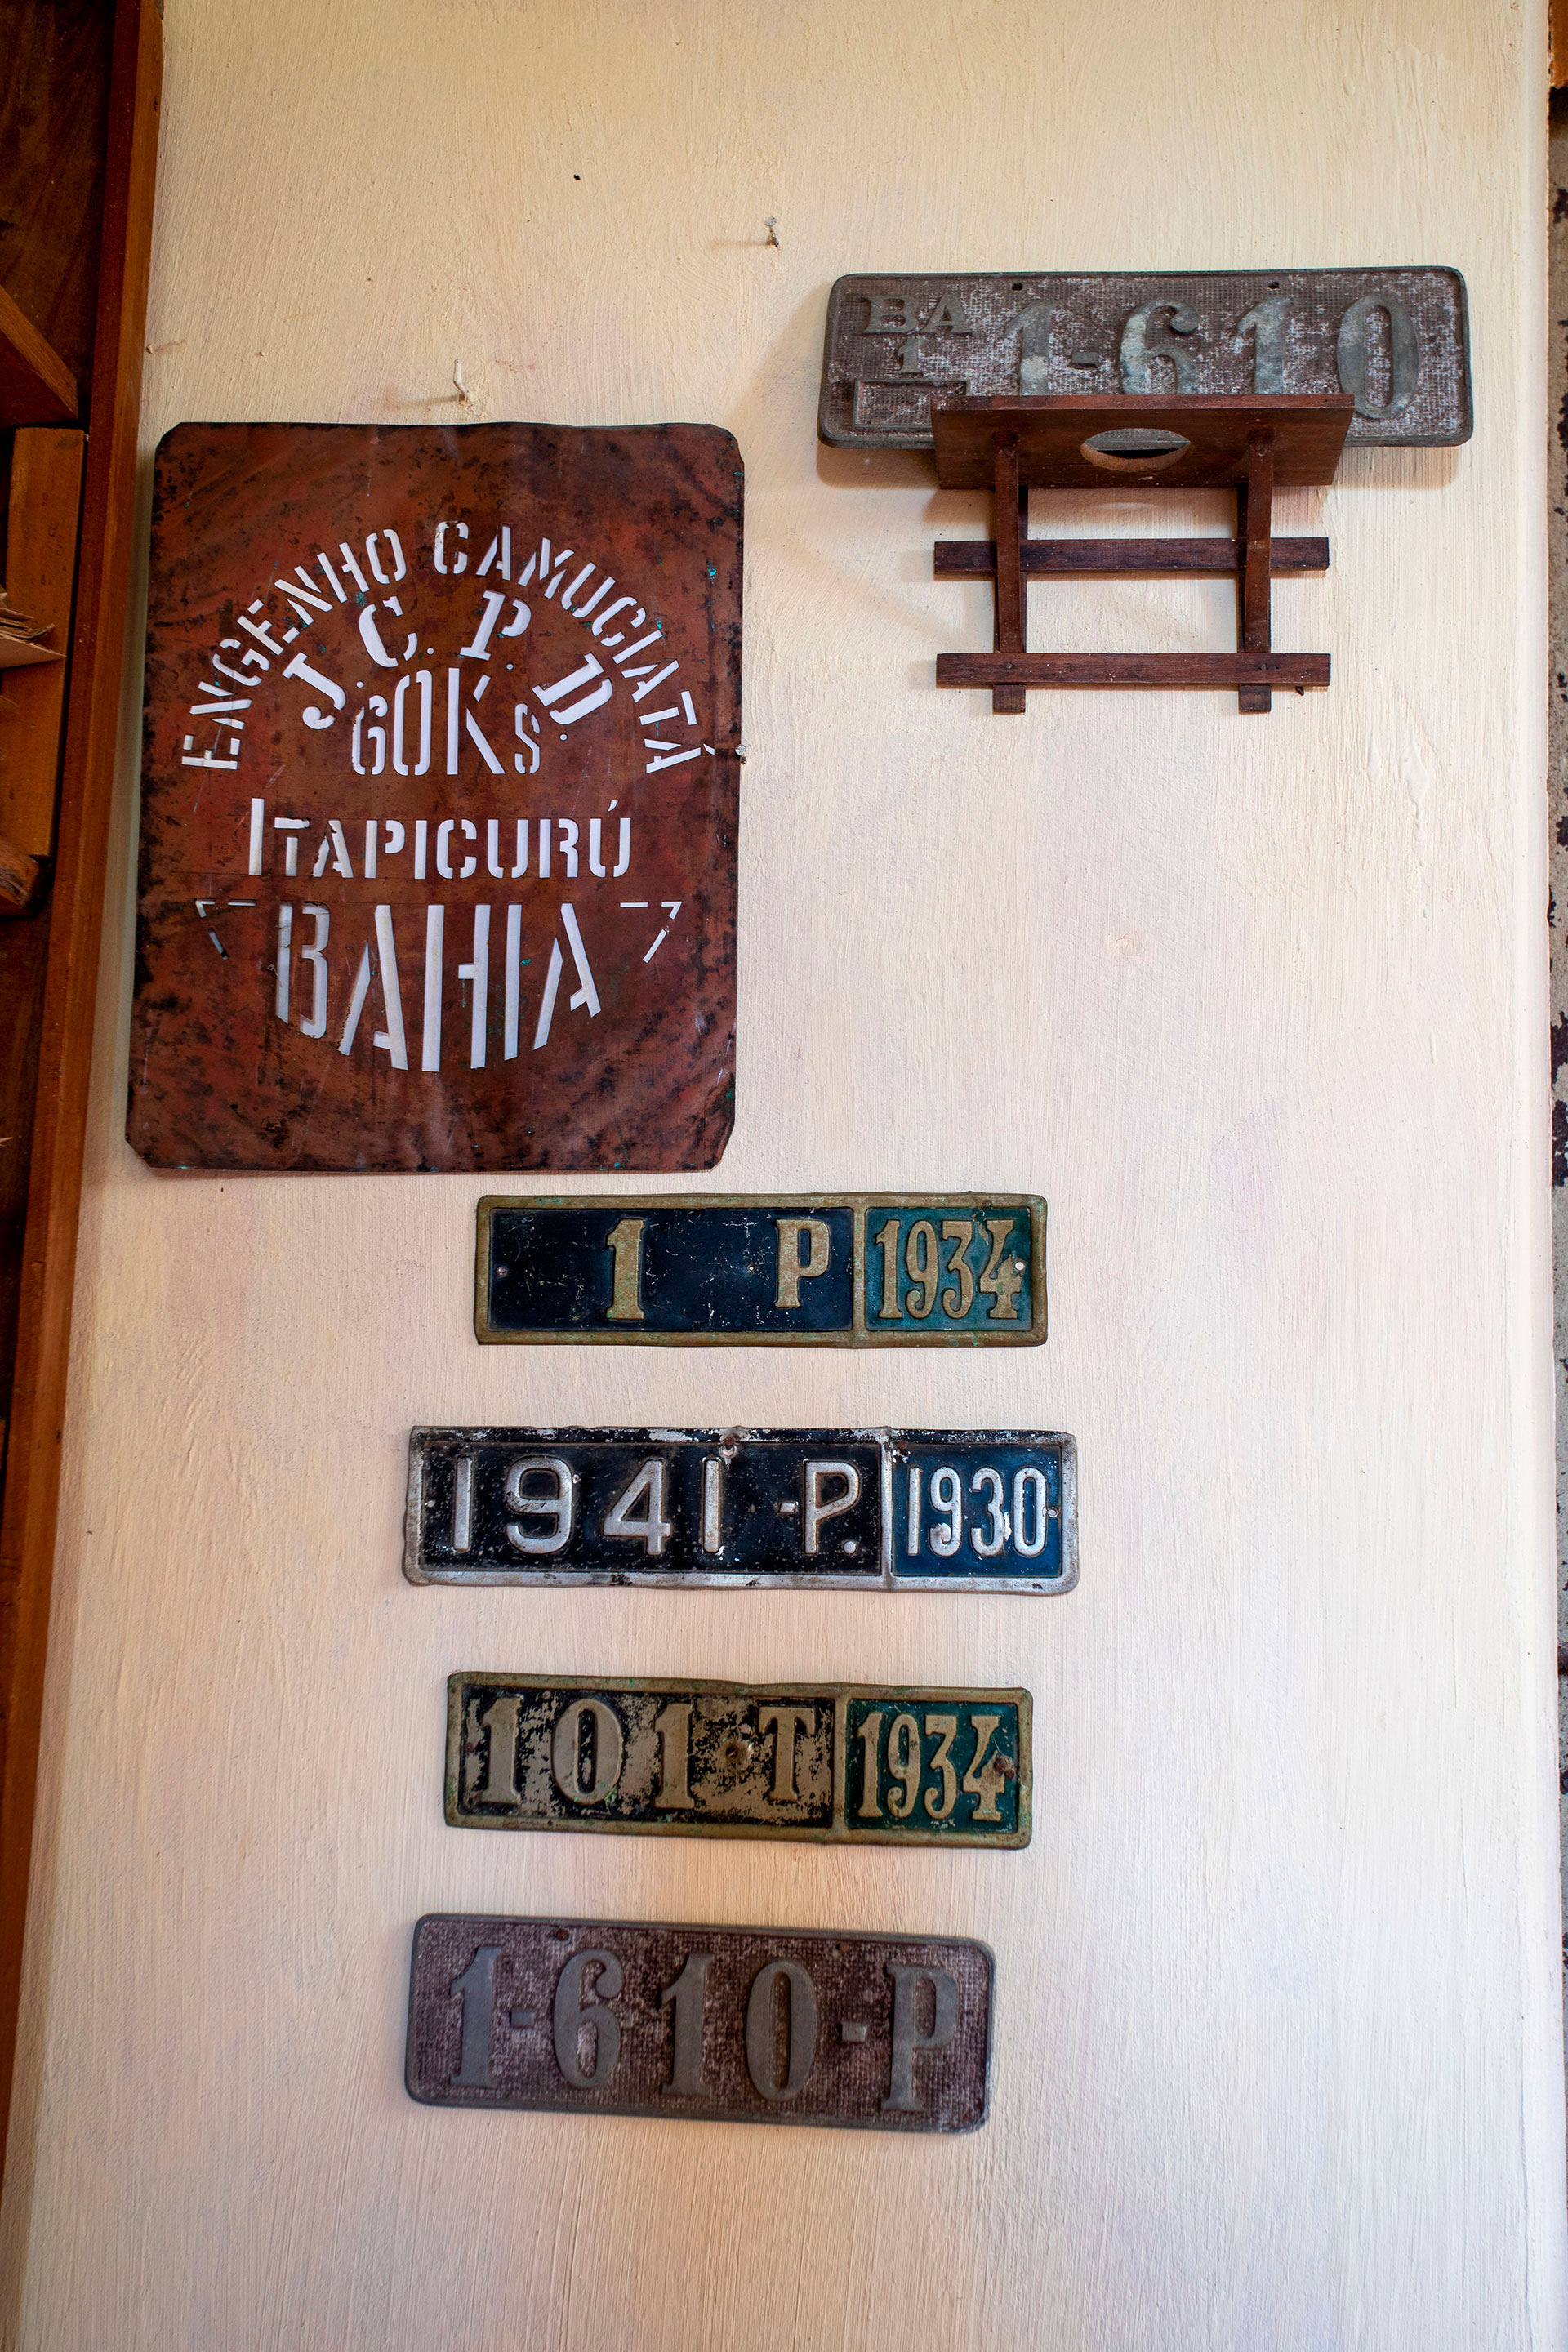 BA 1-610
1
ENGENHO CAMUCIATÁ
J. C. P. D.
60KS.
ITAPICURÚ
BAHIA
1 P 1934
1941-P. 1930
101·T 1934
1-610-P